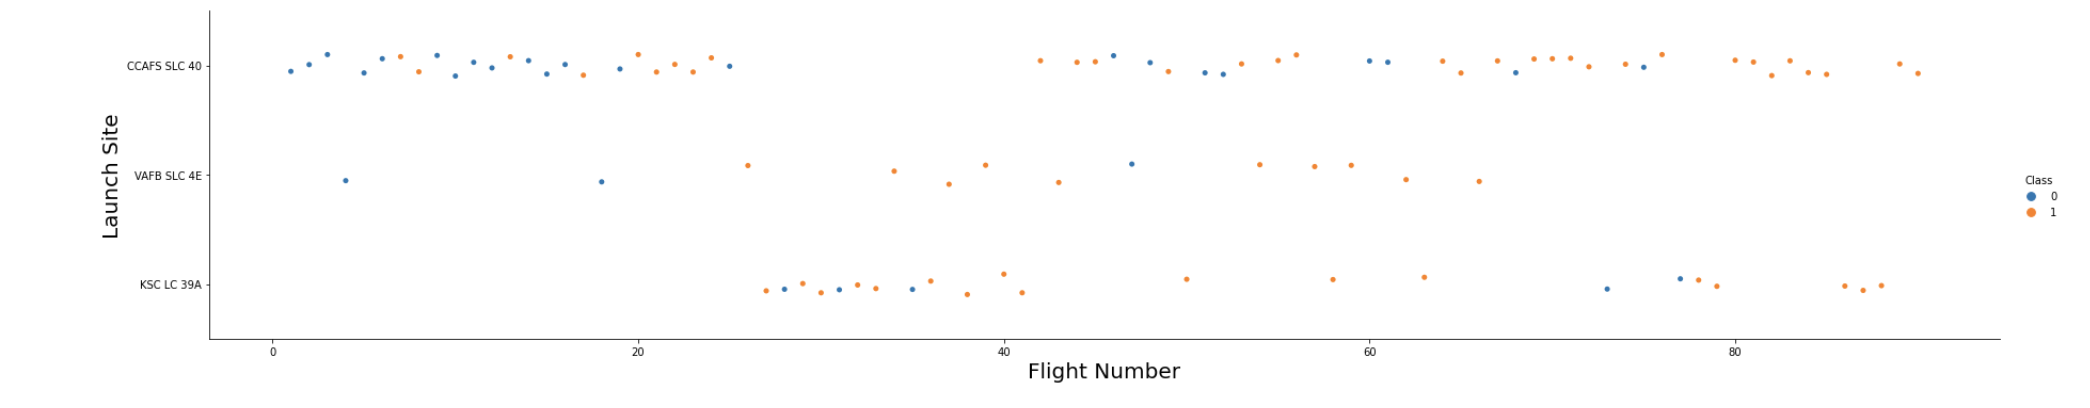 CCAFS SLC 40
VAFB SLC 4E
KSC LC 39A
Launch Site
0 20 40 60 80
Flight Number
Class
0
1